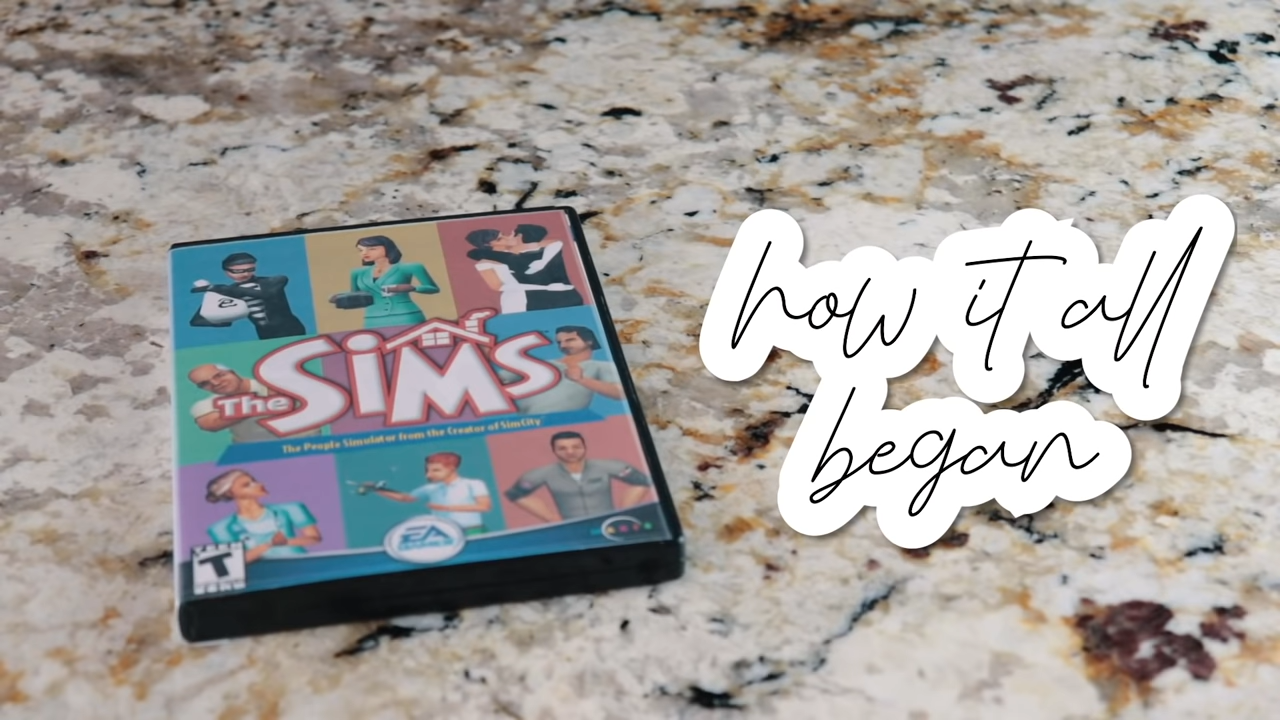 The SiMS
The People Simulator from the Creator of SimCity
EA
T
how it all
began